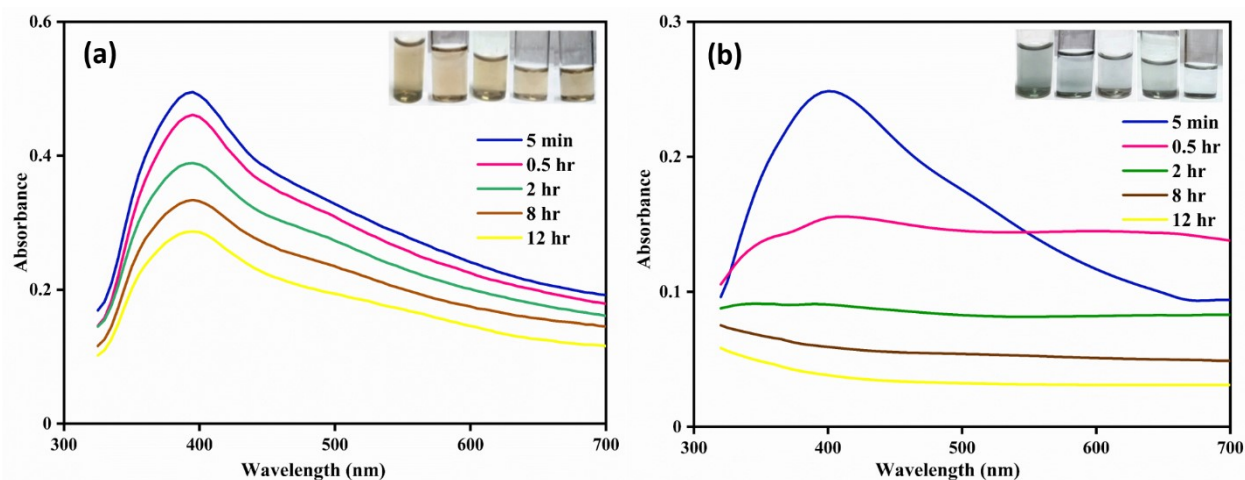 (a)
0.6
0.4
0.2
0
Absorbance
5 min
0.5 hr
2 hr
8 hr
12 hr
300 400 500 600 700
Wavelength (nm)
(b)
0.3
0.2
0.1
0
Absorbance
5 min
0.5 hr
2 hr
8 hr
12 hr
300 400 500 600 700
Wavelength (nm)